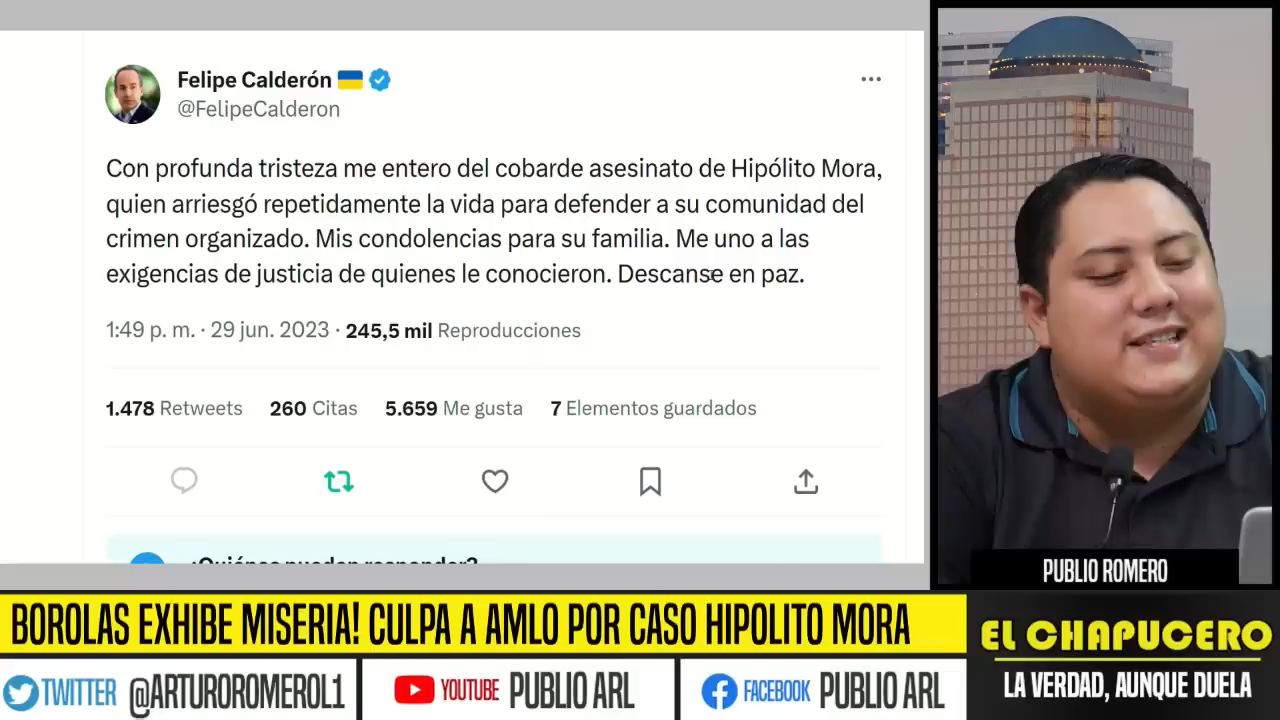 Felipe Calderón
@FelipeCalderon
Con profunda tristeza me entero del cobarde asesinato de Hipólito Mora,
quien arriesgó repetidamente la vida para defender a su comunidad del
crimen organizado. Mis condolencias para su familia. Me uno a las
exigencias de justicia de quienes le conocieron. Descanse en paz.
1:49 p. m. · 29 jun. 2023 · 245,5 mil Reproducciones
1.478 Retweets 260 Citas 5.659 Me gusta 7 Elementos guardados
¿Quiénes pueden responder?
PUBLIO ROMERO
BOROLAS EXHIBE MISERIA! CULPA A AMLO POR CASO HIPOLITO MORA
EL CHAPUCERO
LA VERDAD, AUNQUE DUELA
TWITTER @ARTUROROMEROL1 YOUTUBE PUBLIO ARL FACEBOOK PUBLIO ARL